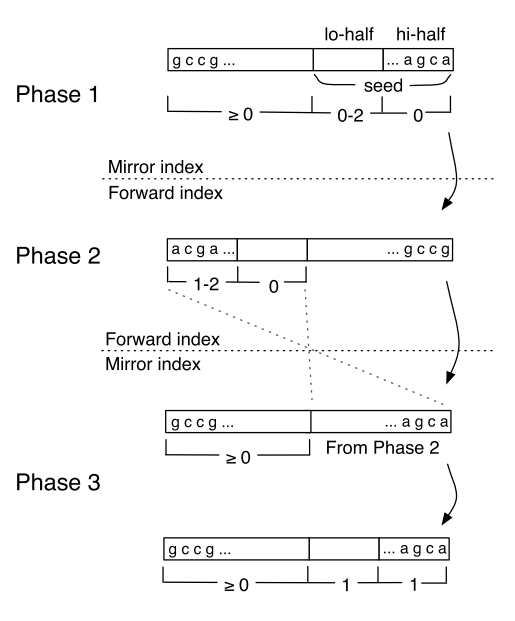 lo-half hi-half
g c c g ... ... a g c a
seed
Phase 1
≥ 0 0-2 0
Mirror index
Forward index
Phase 2
a c g a ... ... g c c g
1-2 0
Forward index
Mirror index
g c c g ... ... a g c a
≥ 0 From Phase 2
Phase 3
g c c g ... ... a g c a
≥ 0 1 1